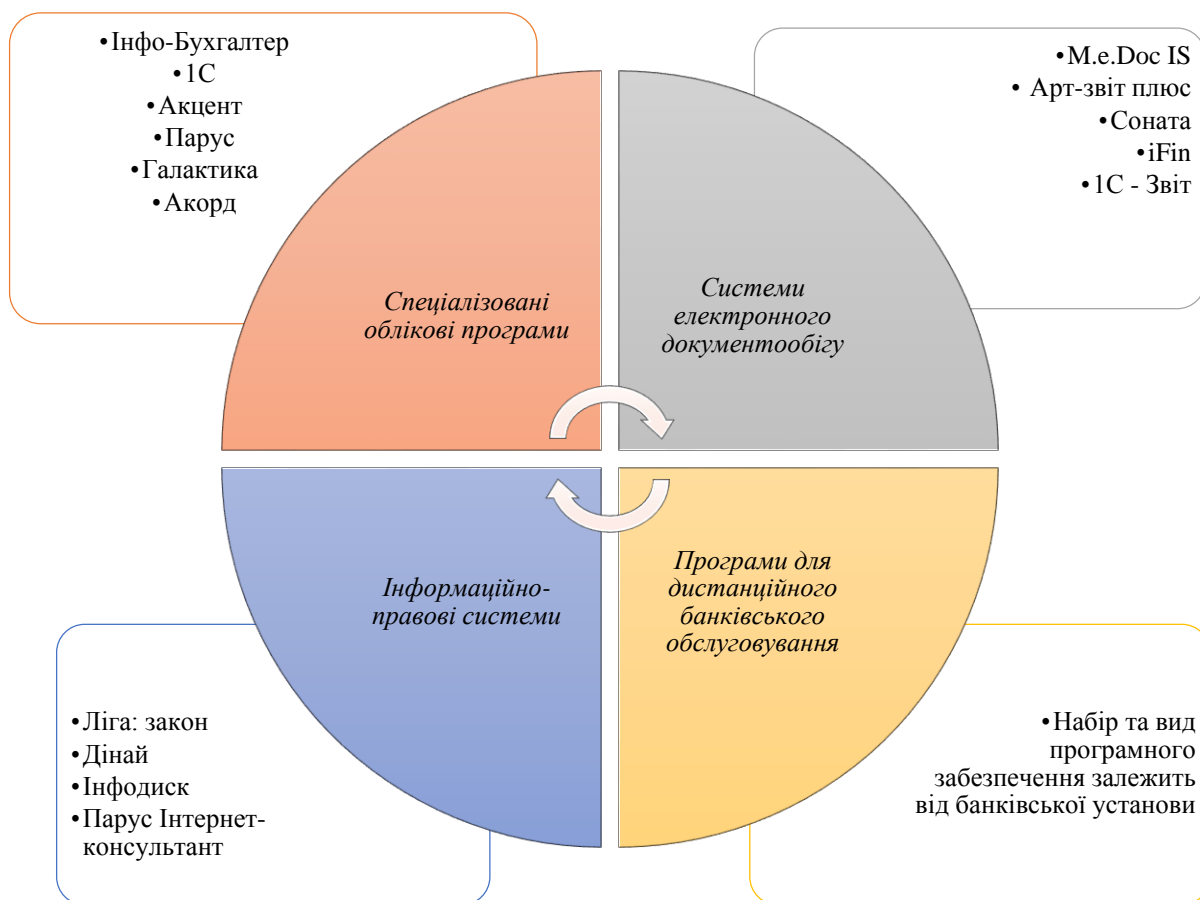 •Інфо-Бухгалтер
•1С
•Акцент
•Парус
•Галактика
•Акорд
•M.e.Doc IS
• Арт-звіт плюс
•Соната
•iFin
•1С - Звіт
Спеціалізовані
облікові програми
Системи
електронного
документообігу
Інформаційно-
правові системи
Програми для
дистанційного
банківського
обслуговування
•Ліга: закон
•Дінай
•Інфодиск
•Парус Інтернет-
консультант
•Набір та вид
програмного
забезпечення залежить
від банківської установи